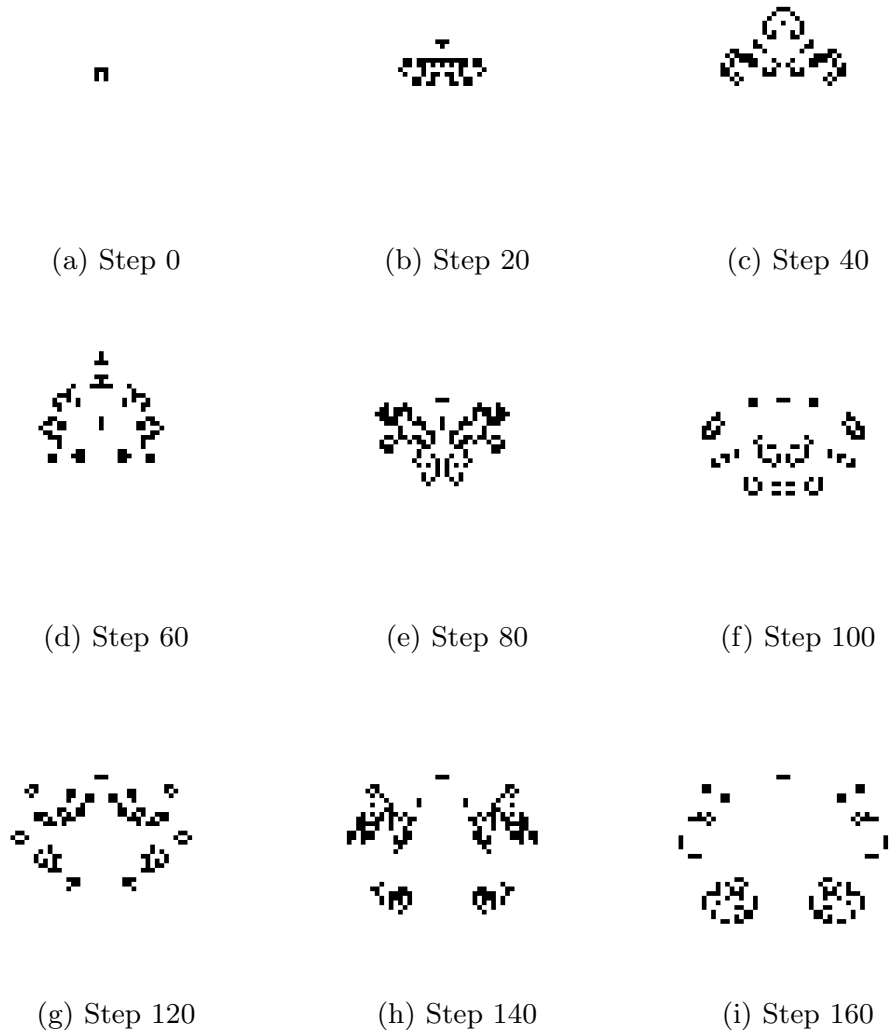 (a) Step 0
(b) Step 20
(c) Step 40
(d) Step 60
(e) Step 80
(f) Step 100
(g) Step 120
(h) Step 140
(i) Step 160